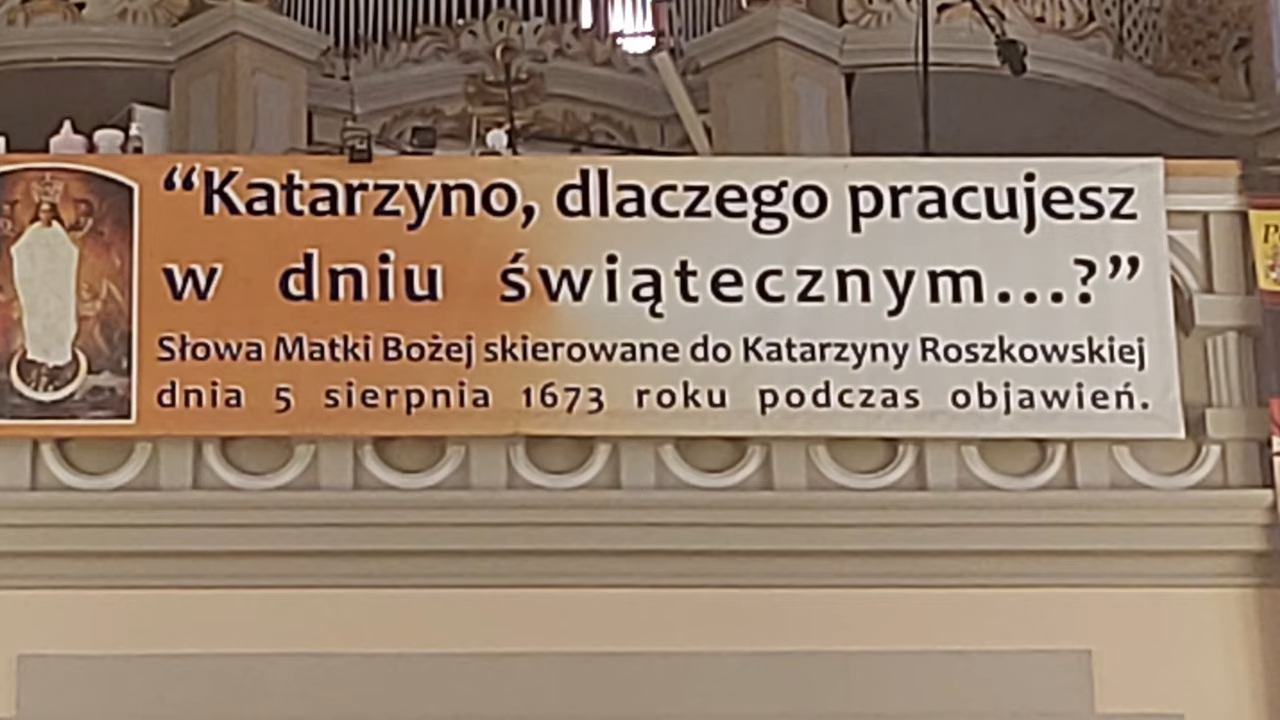 “Katarzyno, dlaczego pracujesz
w dniu świątecznym...?”
Słowa Matki Bożej skierowane do Katarzyny Roszkowskiej
dnia 5 sierpnia 1673 roku podczas objawień.